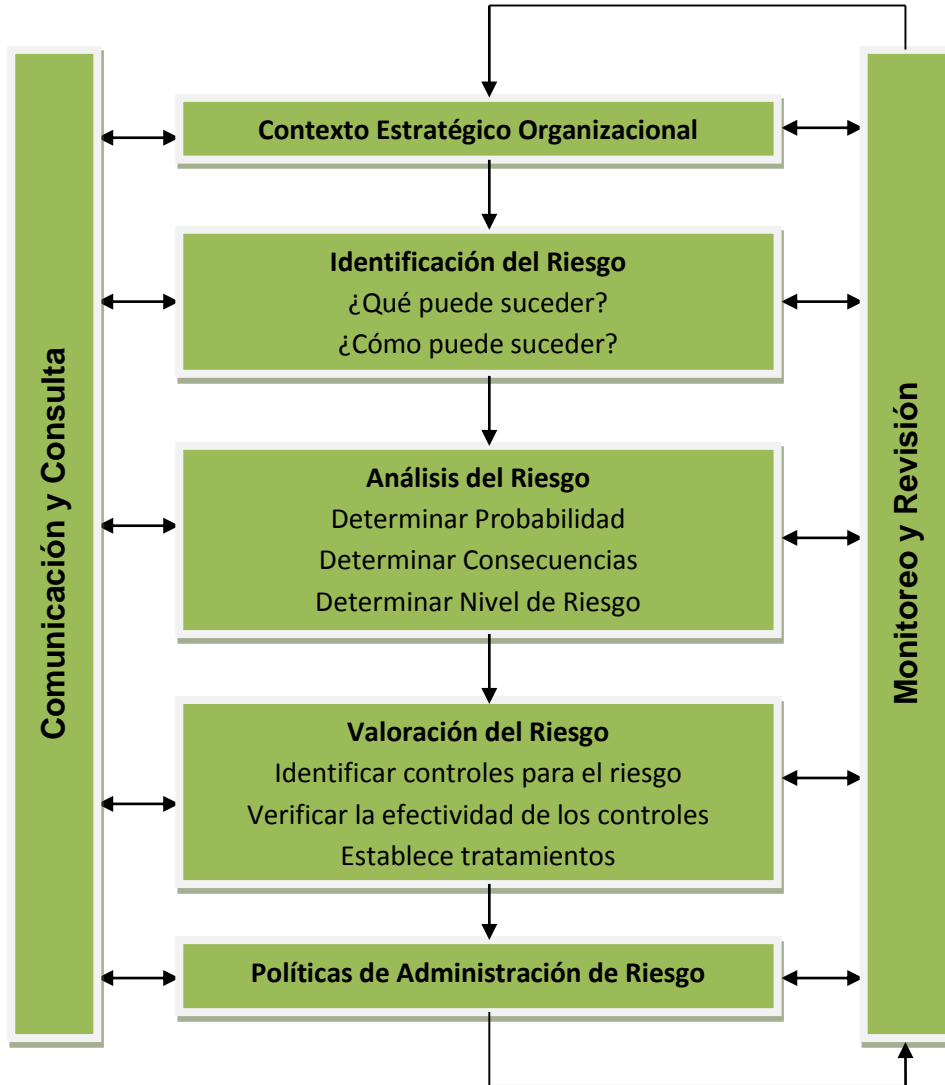 Comunicación y Consulta
Contexto Estratégico Organizacional
Identificación del Riesgo
¿Qué puede suceder?
¿Cómo puede suceder?
Análisis del Riesgo
Determinar Probabilidad
Determinar Consecuencias
Determinar Nivel de Riesgo
Valoración del Riesgo
Identificar controles para el riesgo
Verificar la efectividad de los controles
Establece tratamientos
Políticas de Administración de Riesgo
Monitoreo y Revisión